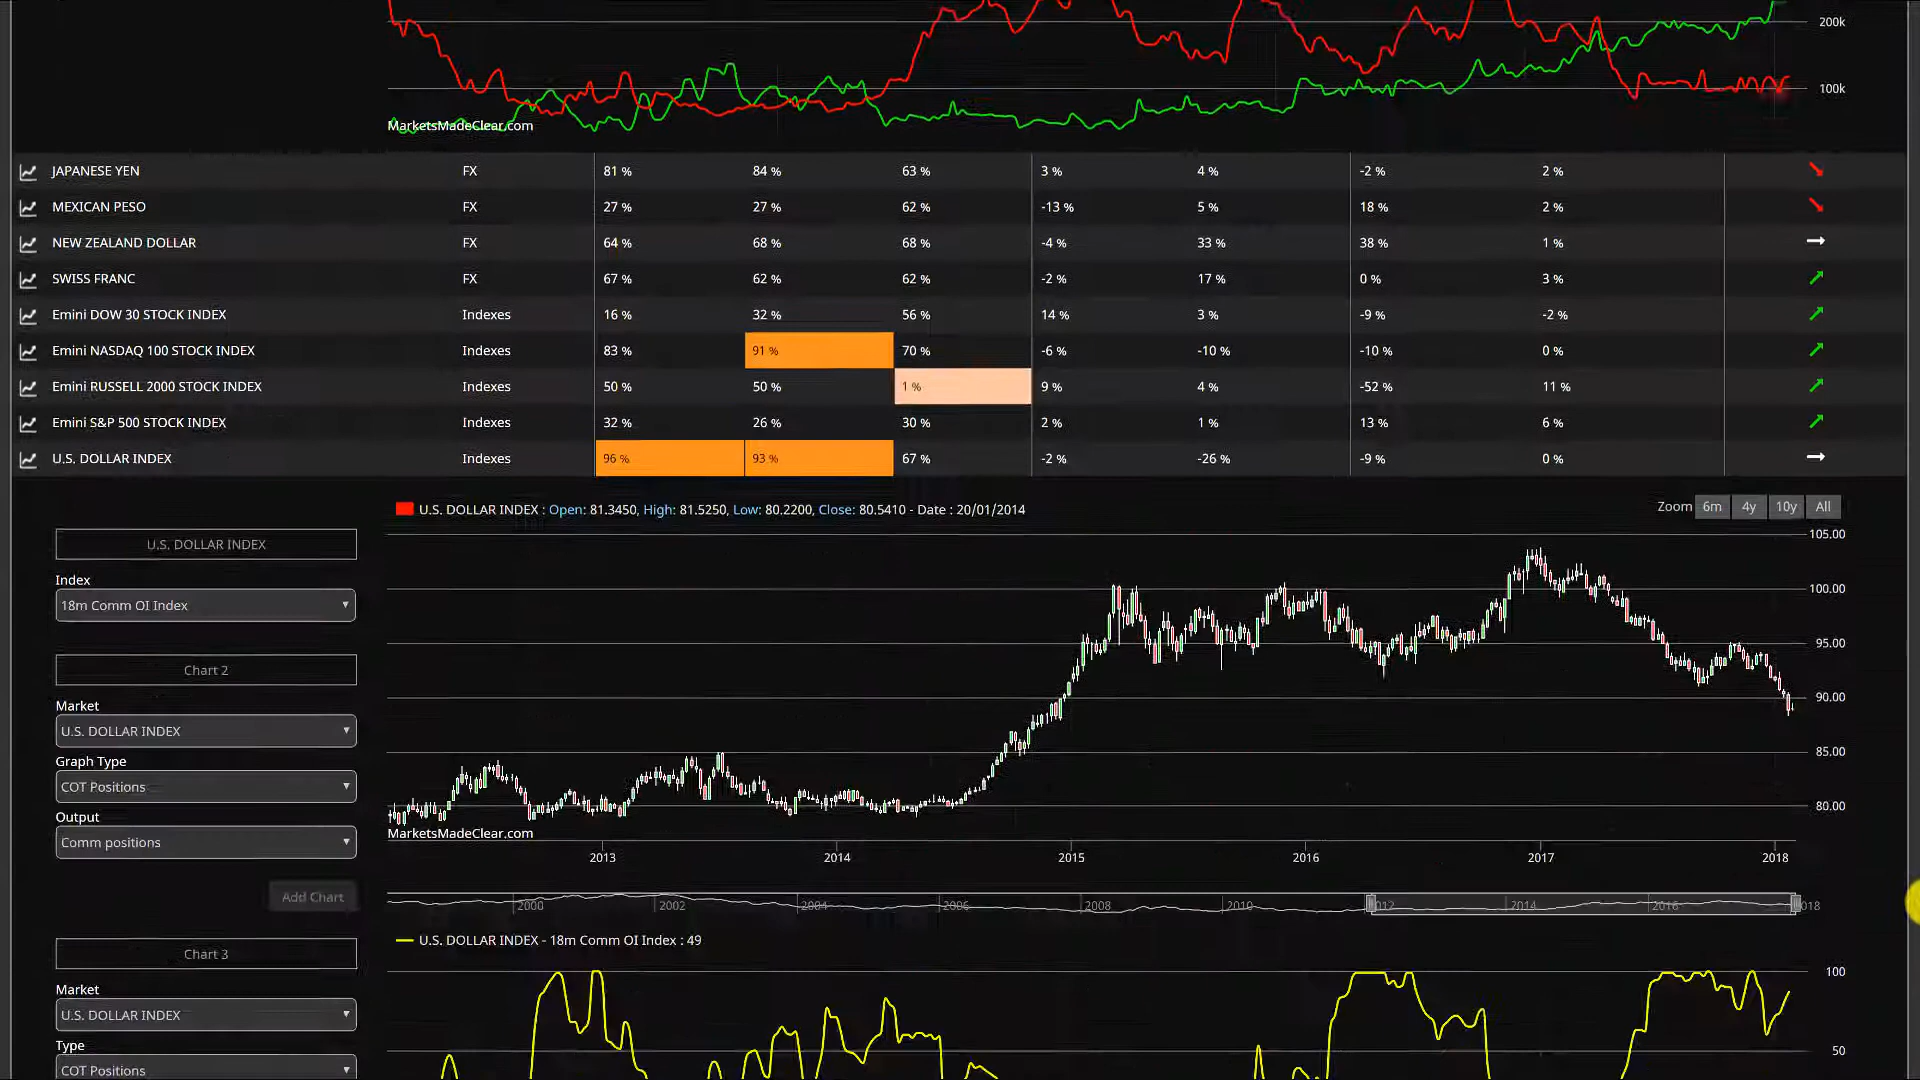 200k
100k
MarketsMadeClear.com
JAPANESE YEN FX 81 % 84 % 63 % 3 % 4 % -2 % 2 %
MEXICAN PESO FX 27 % 27 % 62 % -13 % 5 % 18 % 2 %
NEW ZEALAND DOLLAR FX 64 % 68 % 68 % -4 % 33 % 38 % 1 %
SWISS FRANC FX 67 % 62 % 62 % -2 % 17 % 0 % 3 %
Emini DOW 30 STOCK INDEX Indexes 16 % 32 % 56 % 14 % 3 % -9 % -2 %
Emini NASDAQ 100 STOCK INDEX Indexes 83 % 91 % 70 % -6 % -10 % -10 % 0 %
Emini RUSSELL 2000 STOCK INDEX Indexes 50 % 50 % 1 % 9 % 4 % -52 % 11 %
Emini S&P 500 STOCK INDEX Indexes 32 % 26 % 30 % 2 % 1 % 13 % 6 %
U.S. DOLLAR INDEX Indexes 96 % 93 % 67 % -2 % -26 % -9 % 0 %
U.S. DOLLAR INDEX : Open: 81.3450, High: 81.5250, Low: 80.2200, Close: 80.5410 - Date : 20/01/2014
Zoom 6m 4y 10y All
U.S. DOLLAR INDEX
Index
18m Comm OI Index
Chart 2
Market
U.S. DOLLAR INDEX
Graph Type
COT Positions
Output
Comm positions
Add Chart
105.00
100.00
95.00
90.00
85.00
80.00
MarketsMadeClear.com
2013 2014 2015 2016 2017 2018
2000 2002 2004 2006 2008 2010 012 2014 2016 018
Chart 3
Market
U.S. DOLLAR INDEX
Type
COT Positions
U.S. DOLLAR INDEX - 18m Comm OI Index : 49
100
50